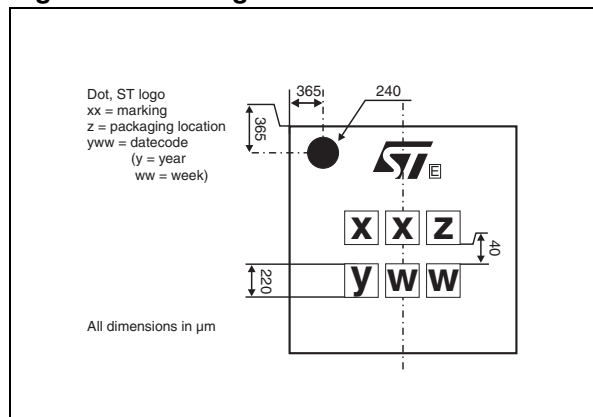 365
240
365
Dot, ST logo
xx = marking
z = packaging location
yww = datecode
(y = year
ww = week)
ST
E
x x z
40
y w w
220
All dimensions in µm